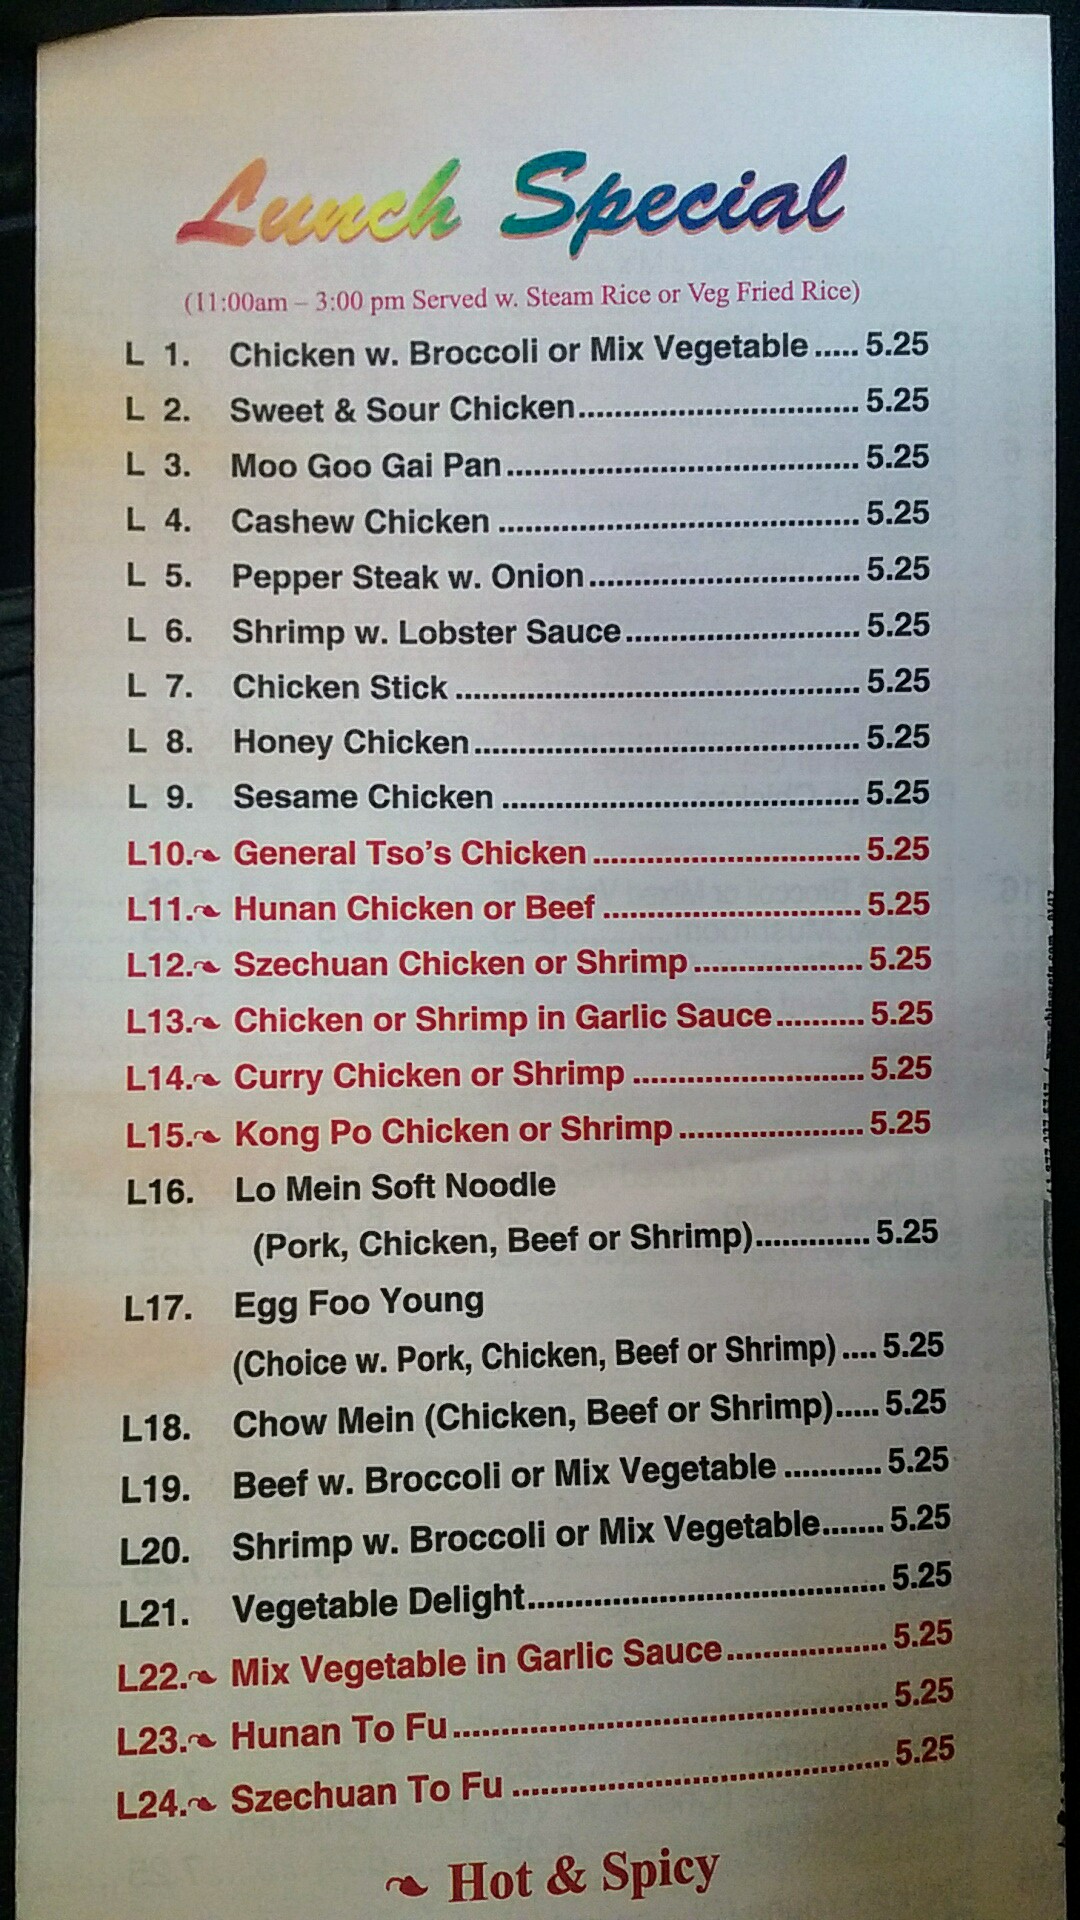 Lunch Special
(11:00am – 3:00 pm Served w. Steam Rice or Veg Fried Rice)
L 1. Chicken w. Broccoli or Mix Vegetable ..... 5.25
L 2. Sweet & Sour Chicken............................... 5.25
L 3. Moo Goo Gai Pan ....................................... 5.25
L 4. Cashew Chicken ........................................ 5.25
L 5. Pepper Steak w. Onion .............................. 5.25
L 6. Shrimp w. Lobster Sauce .......................... 5.25
L 7. Chicken Stick ............................................. 5.25
L 8. Honey Chicken ........................................... 5.25
L 9. Sesame Chicken ........................................ 5.25
L10. General Tso's Chicken .............................. 5.25
L11. Hunan Chicken or Beef ............................. 5.25
L12. Szechuan Chicken or Shrimp ................... 5.25
L13. Chicken or Shrimp in Garlic Sauce .......... 5.25
L14. Curry Chicken or Shrimp .......................... 5.25
L15. Kong Po Chicken or Shrimp ..................... 5.25
L16. Lo Mein Soft Noodle
(Pork, Chicken, Beef or Shrimp)............. 5.25
L17. Egg Foo Young
(Choice w. Pork, Chicken, Beef or Shrimp) .... 5.25
L18. Chow Mein (Chicken, Beef or Shrimp)..... 5.25
L19. Beef w. Broccoli or Mix Vegetable ........... 5.25
L20. Shrimp w. Broccoli or Mix Vegetable....... 5.25
L21. Vegetable Delight........................................ 5.25
L22. Mix Vegetable in Garlic Sauce.................. 5.25
L23. Hunan To Fu ................................................ 5.25
L24. Szechuan To Fu .......................................... 5.25
Hot & Spicy